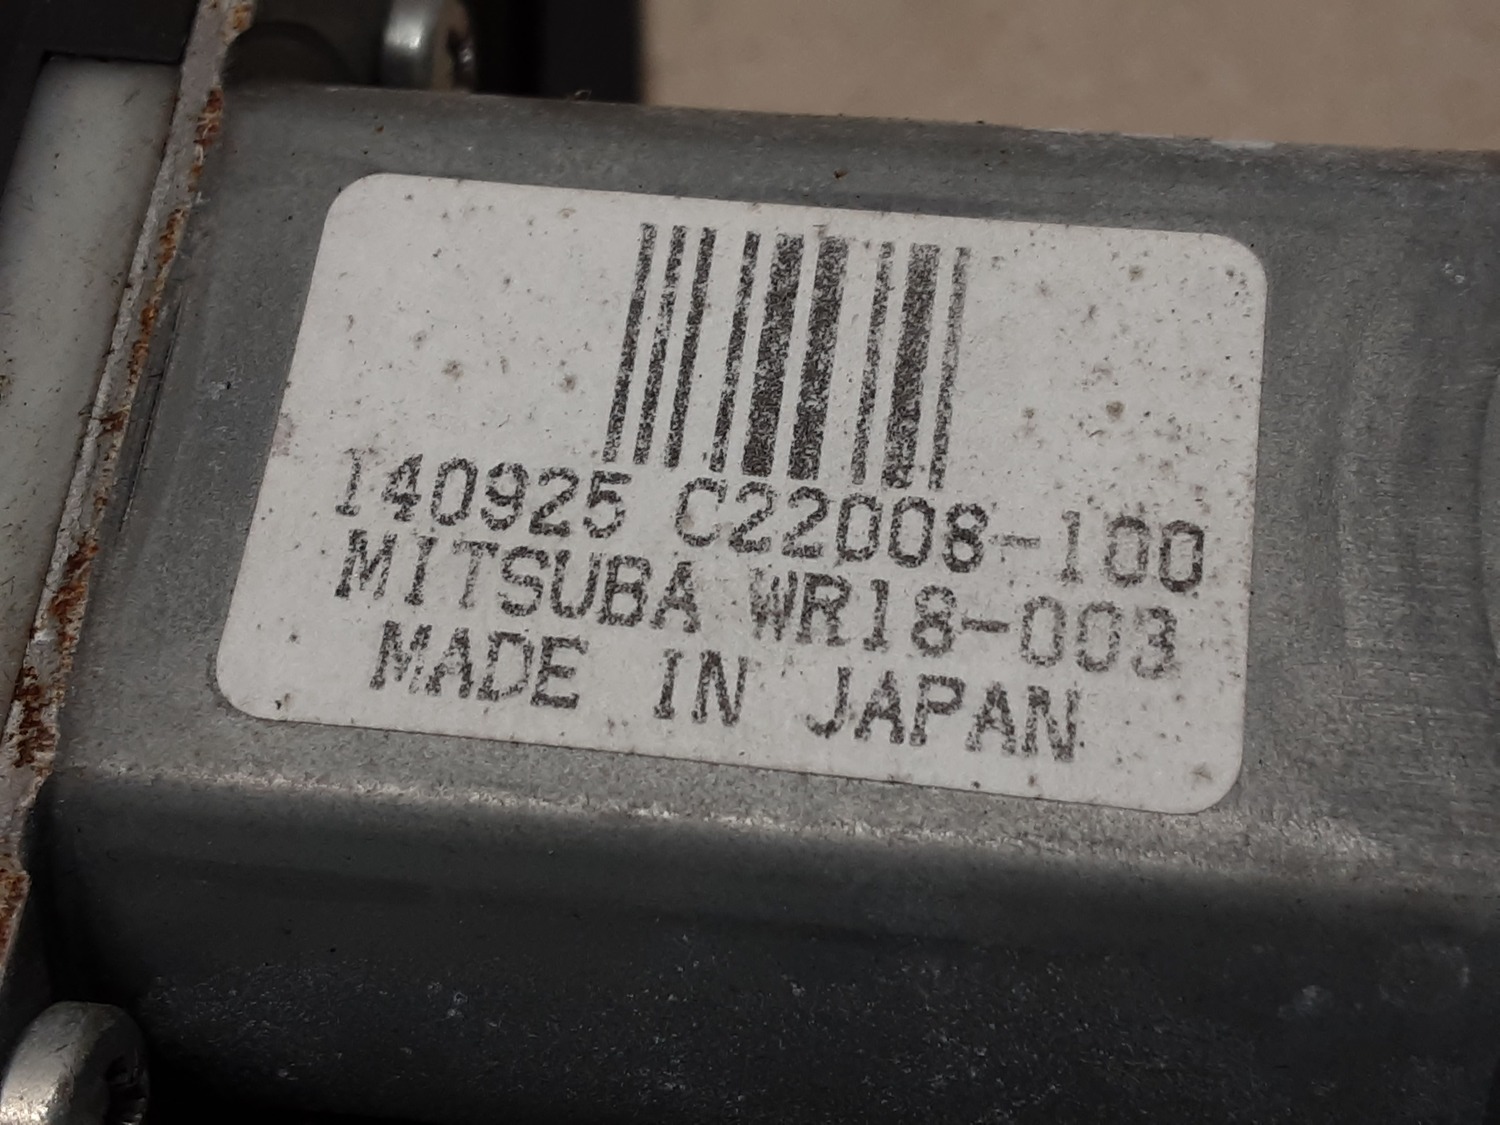 140925 C22008-100
MITSUBA WR18-003
MADE IN JAPAN